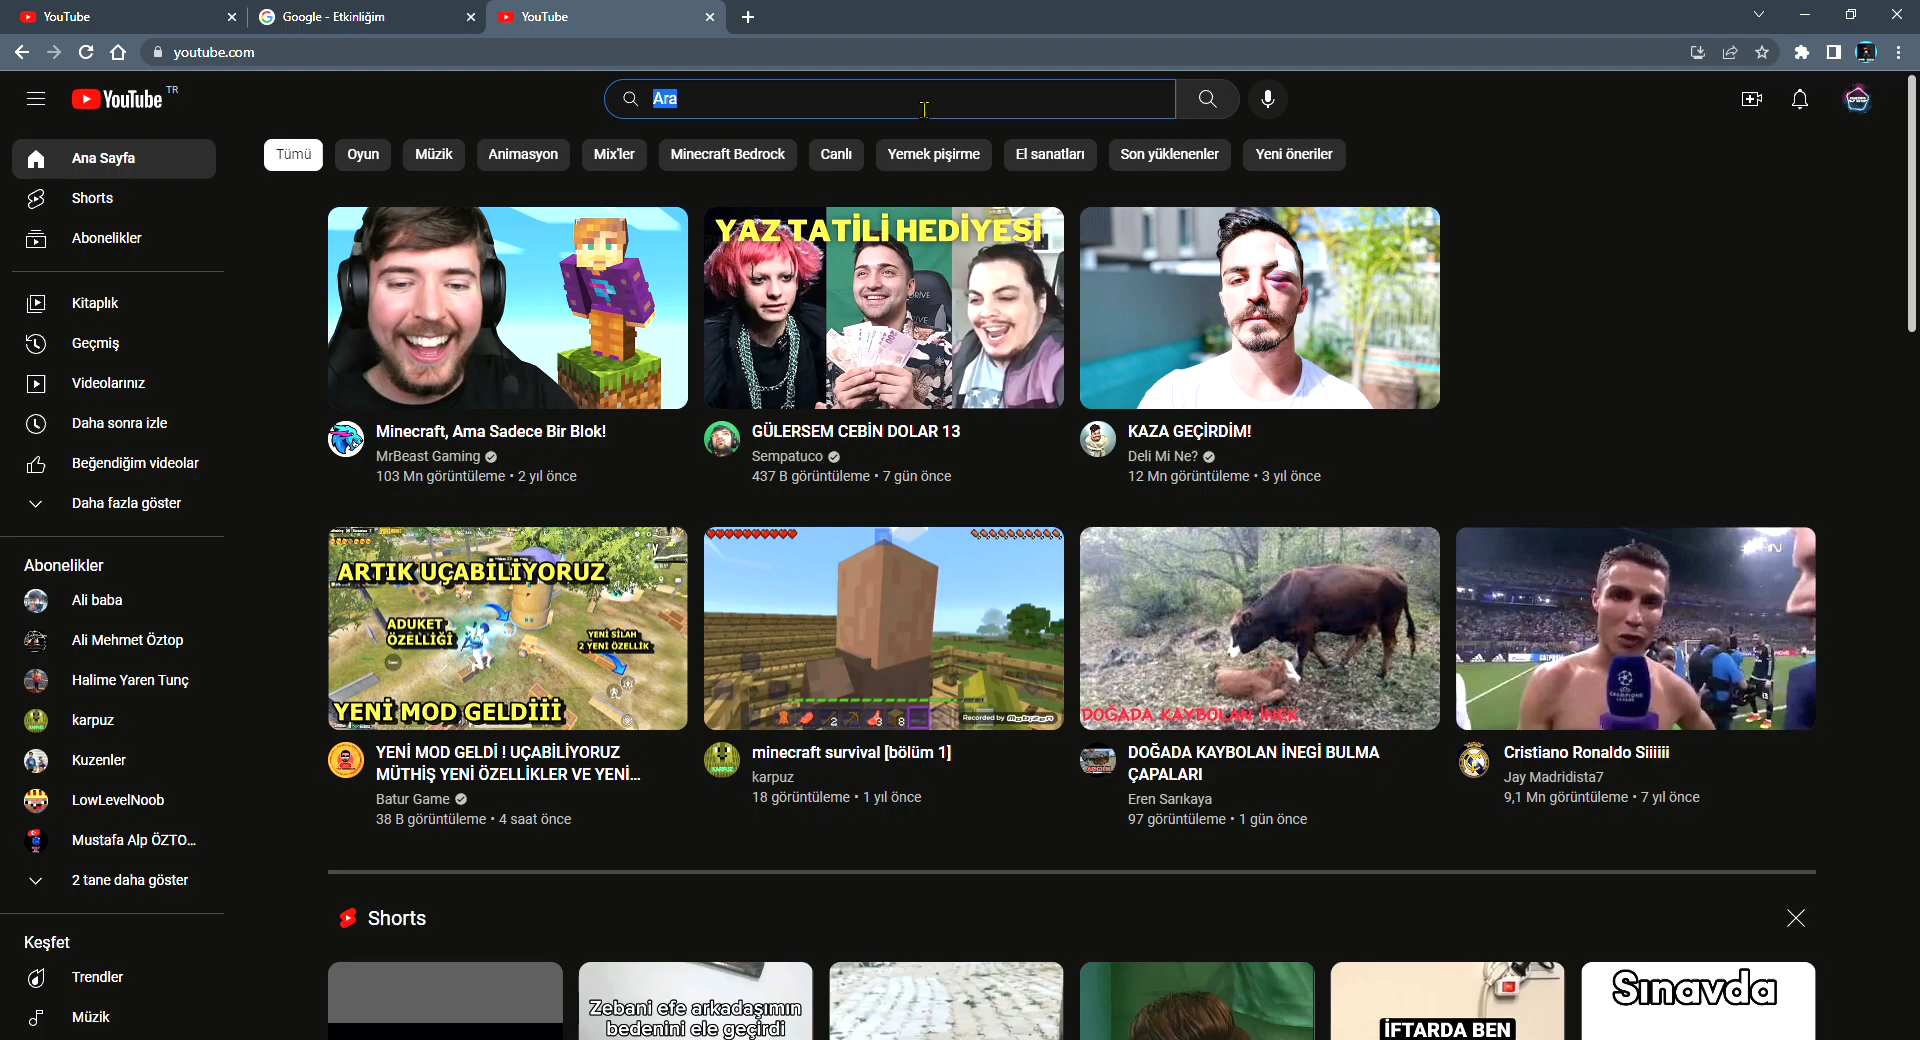 YouTube
Google - Etkinliğim
YouTube
youtube.com
YouTube TR
Ara
Tümü
Oyun
Müzik
Animasyon
Mix'ler
Minecraft Bedrock
Canlı
Yemek pişirme
El sanatları
Son yüklenenler
Yeni öneriler
Ana Sayfa
Shorts
Abonelikler
Kitaplık
Geçmiş
Videolarınız
Daha sonra izle
Beğendiğim videolar
Daha fazla göster
Abonelikler
Ali baba
Ali Mehmet Öztop
Halime Yaren Tunç
karpuz
Kuzenler
LowLevelNoob
Mustafa Alp ÖZTO...
2 tane daha göster
Keşfet
Trendler
Müzik
Minecraft, Ama Sadece Bir Blok!
MrBeast Gaming
103 Mn görüntüleme • 2 yıl önce
YAZ TATİLİ HEDİYESİ
GÜLERSEM CEBİN DOLAR 13
Sempatuco
437 B görüntüleme • 7 gün önce
KAZA GEÇİRDİM!
Deli Mi Ne?
12 Mn görüntüleme • 3 yıl önce
ARTIK UÇABİLİYORUZ
ADUKET
ÖZELLİĞİ
YENİ SİLAH
2 YENİ ÖZELLİK
YENİ MOD GELDİİİ
YENİ MOD GELDİ ! UÇABİLİYORUZ
MÜTHİŞ YENİ ÖZELLİKLER VE YENİ...
Batur Game
38 B görüntüleme • 4 saat önce
2 3 8
Recorded by mobizen
minecraft survival [bölüm 1]
karpuz
18 görüntüleme • 1 yıl önce
DOĞADA KAYBOLAN İNEK
DOĞADA KAYBOLAN İNEGİ BULMA
ÇAPALARI
Eren Sarıkaya
97 görüntüleme • 1 gün önce
CHAMPIONS
Cristiano Ronaldo Siiiiii
Jay Madridista7
9,1 Mn görüntüleme • 7 yıl önce
Shorts
Zebani efe arkadaşımın
bedenini ele geçirdi
İFTARDA BEN
Sınavda